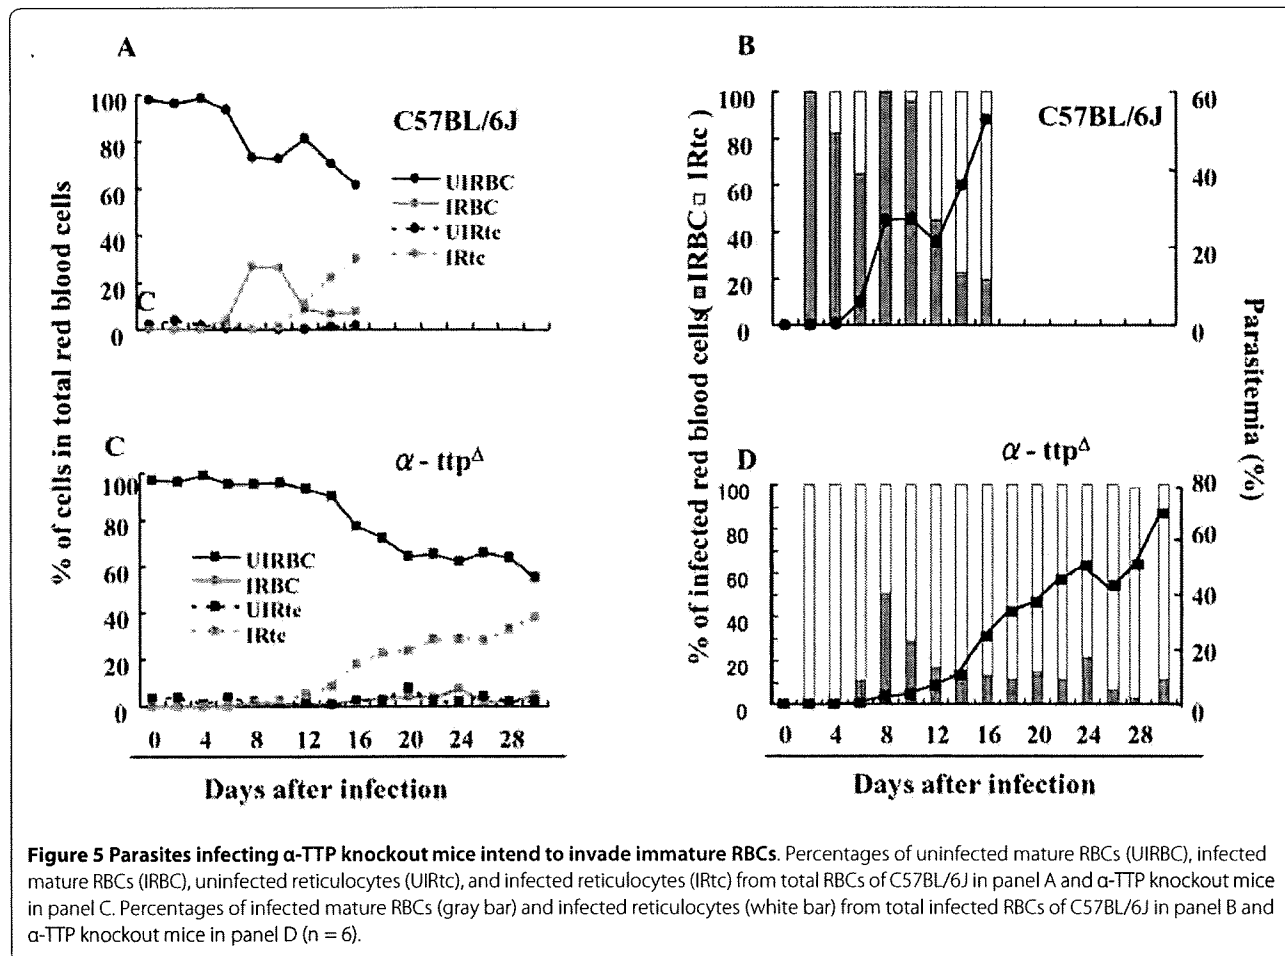 A
100
80
60
40
20
0
C
C57BL/6J
UIRBC
IRBC
UIRtc
IRtc
B
100
80
60
40
20
0
C57BL/6J
60
40
20
0
% of cells in total red blood cells
% of infected red blood cells( IRBC IRtc )
Parasitemia (%)
C
α - ttpΔ
100
80
60
40
20
0
UIRBC
IRBC
UIRtc
IRtc
0 4 8 12 16 20 24 28
Days after infection
D
α - ttpΔ
100
80
60
40
20
0
80
60
40
20
0
0 4 8 12 16 20 24 28
Days after infection
Figure 5 Parasites infecting α-TTP knockout mice intend to invade immature RBCs. Percentages of uninfected mature RBCs (UIRBC), infected
mature RBCs (IRBC), uninfected reticulocytes (UIRtc), and infected reticulocytes (IRtc) from total RBCs of C57BL/6J in panel A and α-TTP knockout mice
in panel C. Percentages of infected mature RBCs (gray bar) and infected reticulocytes (white bar) from total infected RBCs of C57BL/6J in panel B and
α-TTP knockout mice in panel D (n = 6).